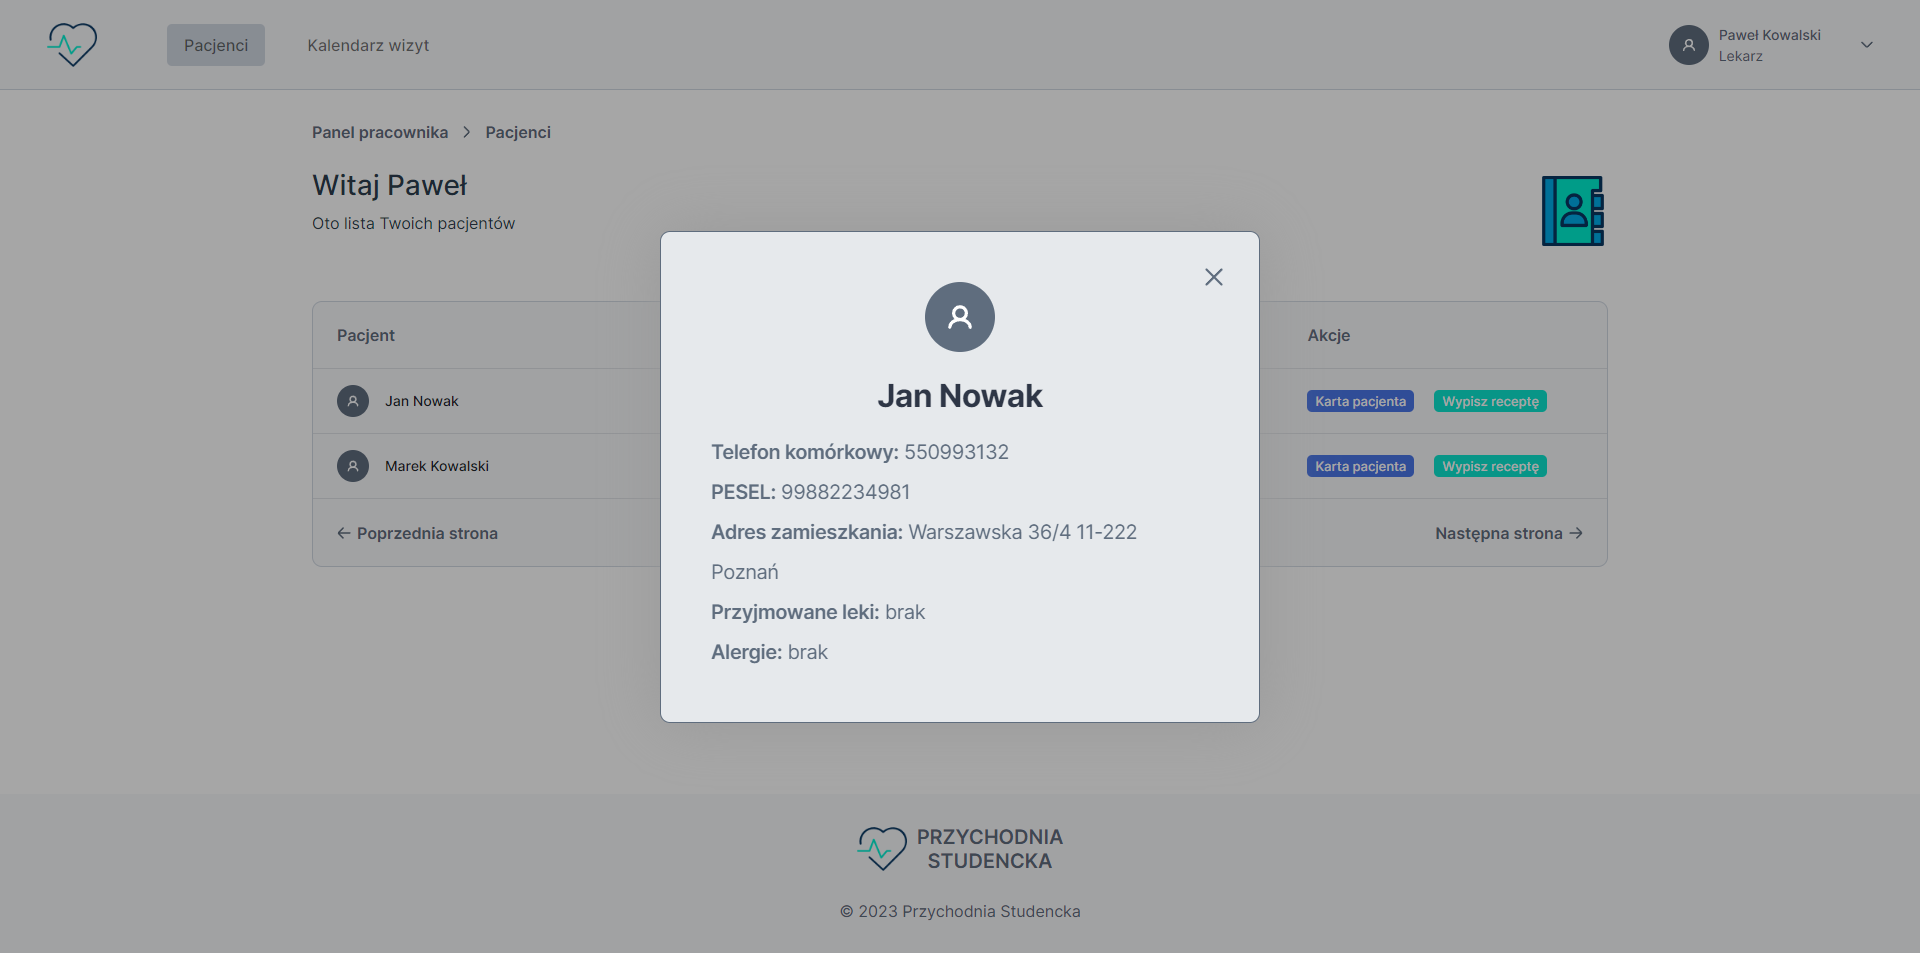 Pacjenci
Kalendarz wizyt
Paweł Kowalski
Lekarz
Panel pracownika > Pacjenci
Witaj Paweł
Oto lista Twoich pacjentów
Pacjent
Akcje
Jan Nowak
Karta pacjenta
Wypisz receptę
Marek Kowalski
Karta pacjenta
Wypisz receptę
← Poprzednia strona
Następna strona →
Jan Nowak
Telefon komórkowy: 550993132
PESEL: 99882234981
Adres zamieszkania: Warszawska 36/4 11-222
Poznań
Przyjmowane leki: brak
Alergie: brak
PRZYCHODNIA
STUDENCKA
© 2023 Przychodnia Studencka